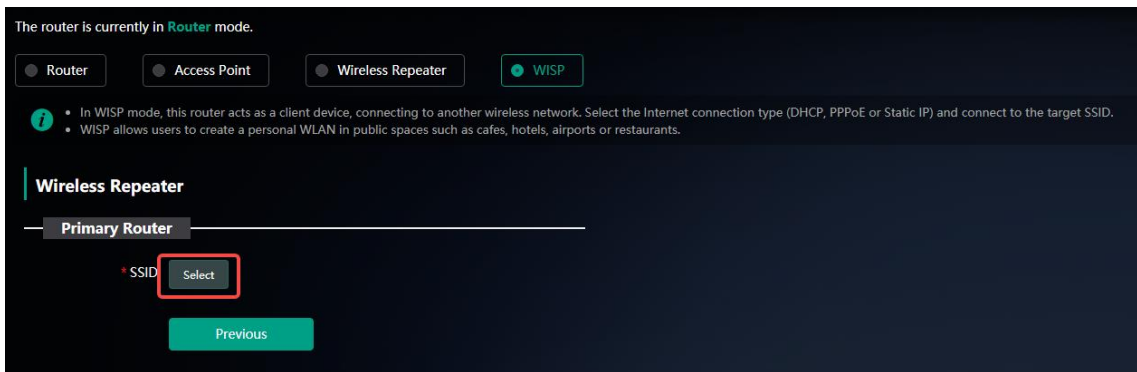 The router is currently in Router mode.
Router Access Point Wireless Repeater WISP
• In WISP mode, this router acts as a client device, connecting to another wireless network. Select the Internet connection type (DHCP, PPPoE or Static IP) and connect to the target SSID.
• WISP allows users to create a personal WLAN in public spaces such as cafes, hotels, airports or restaurants.
Wireless Repeater
Primary Router
* SSID Select
Previous